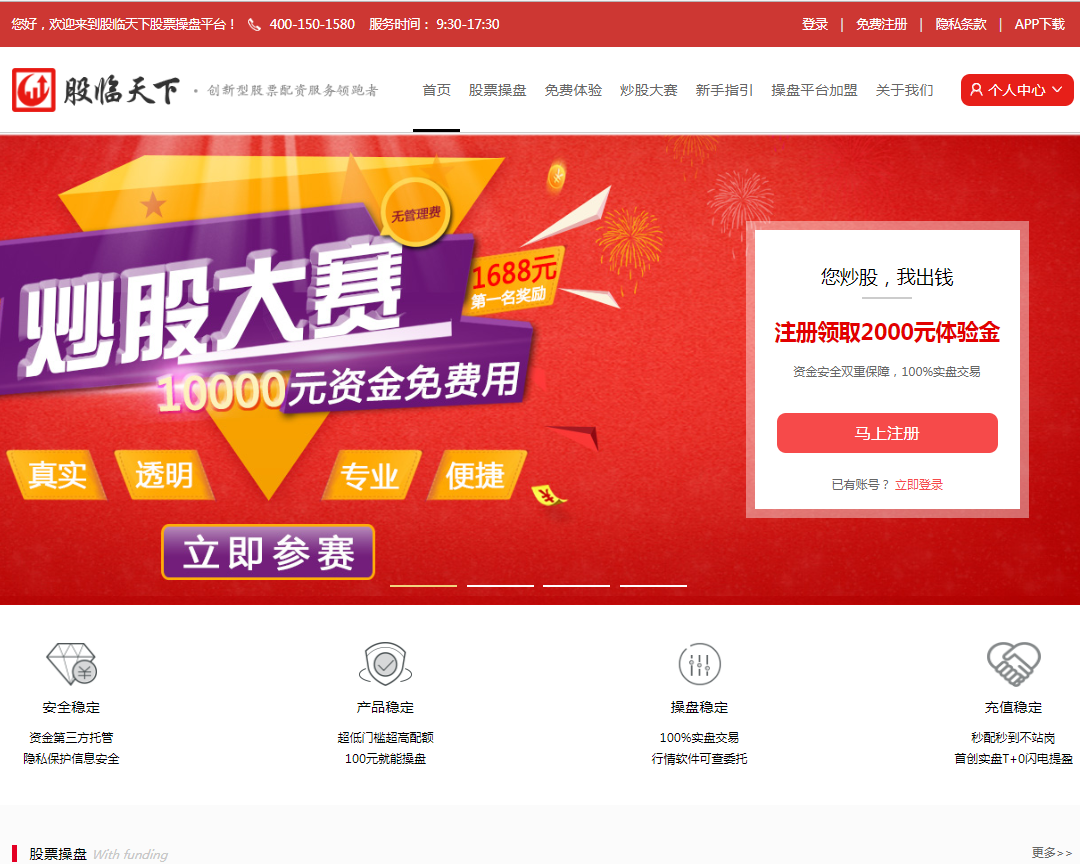 您好，欢迎来到股临天下股票操盘平台！ 400-150-1580 服务时间： 9:30-17:30
登录 | 免费注册 | 隐私条款 | APP下载
股临天下 · 创新型股票配资服务领跑者
首页 股票操盘 免费体验 炒股大赛 新手指引 操盘平台加盟 关于我们 个人中心
无管理费
炒股大赛
1688元
第一名奖励
10000元资金免费用
真实 透明 专业 便捷
立即参赛
您炒股，我出钱
注册领取2000元体验金
资金安全双重保障，100%实盘交易
马上注册
已有账号？ 立即登录
安全稳定
资金第三方托管
隐私保护信息安全
产品稳定
超低门槛超高配额
100元就能操盘
操盘稳定
100%实盘交易
行情软件可查委托
充值稳定
秒配秒到不站岗
首创实盘T+0闪电提盈
股票操盘 With funding
更多>>